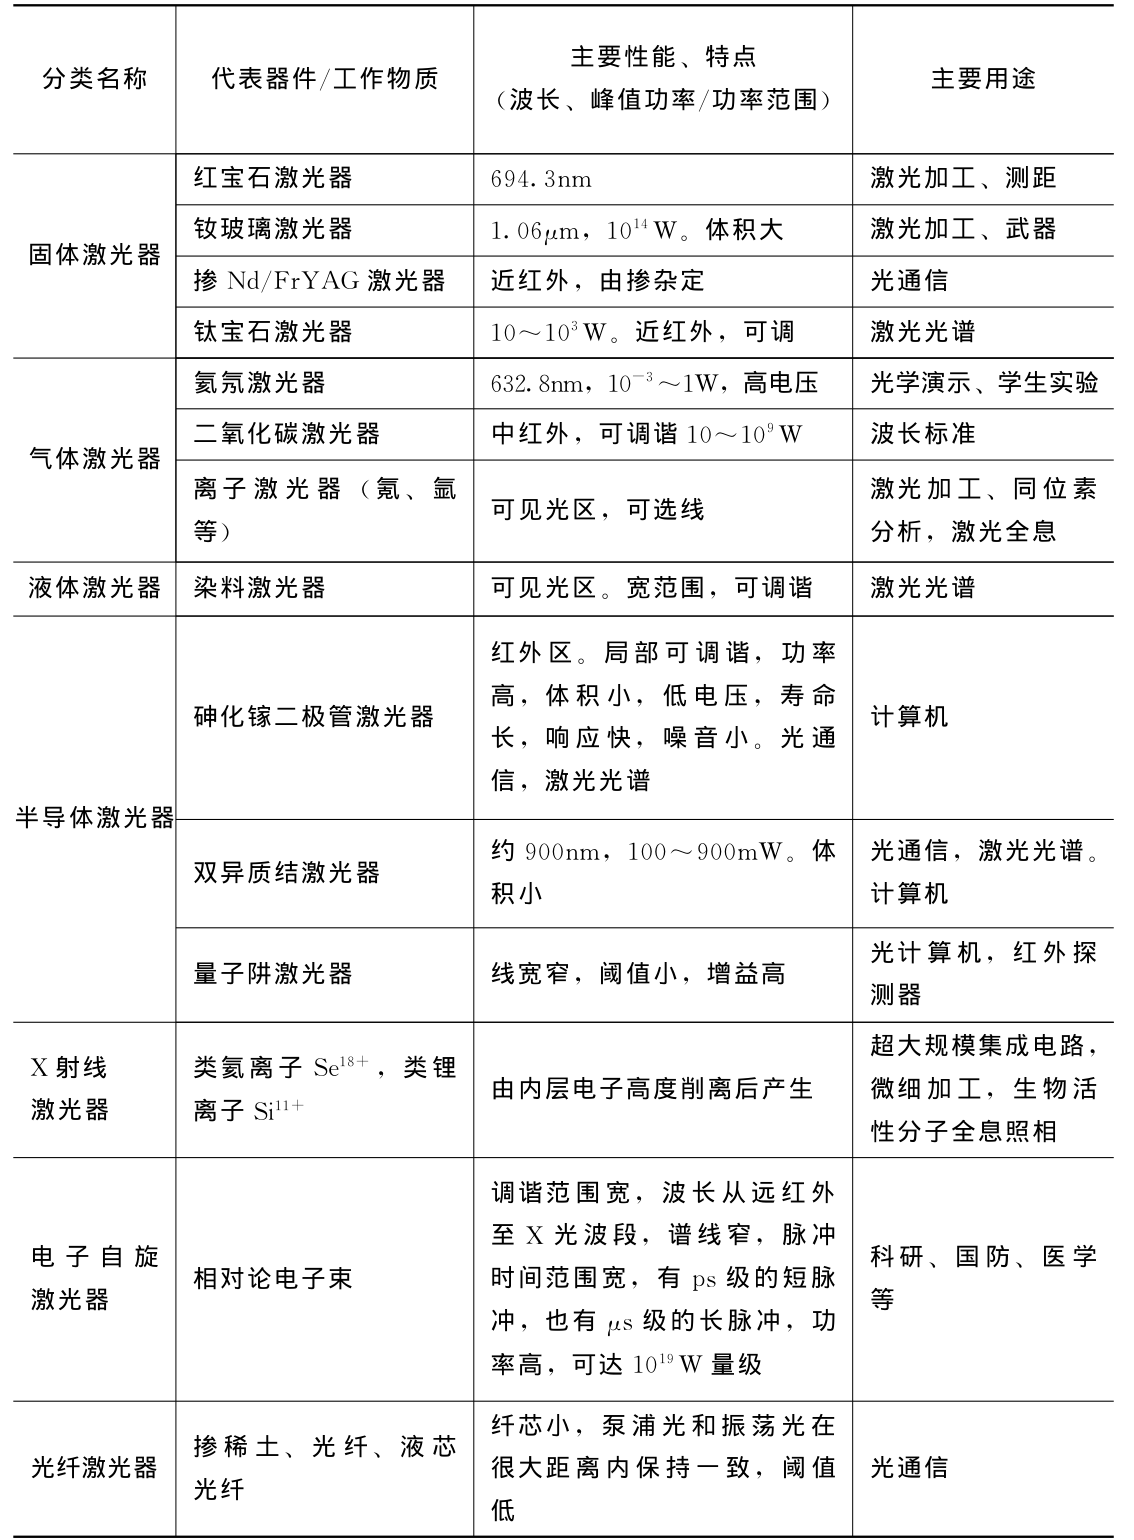 分类名称
代表器件/工作物质
主要性能、特点
（波长、峰值功率/功率范围）
主要用途
固体激光器
红宝石激光器
694.3nm
激光加工、测距
钕玻璃激光器
1.06μm，10¹⁴W。体积大
激光加工、武器
掺 Nd/FrYAG 激光器
近红外，由掺杂定
光通信
钛宝石激光器
10～10³W。近红外，可调
激光光谱
气体激光器
氦氖激光器
632.8nm，10⁻³～1W，高电压
光学演示、学生实验
二氧化碳激光器
中红外，可调谐 10～10⁹W
波长标准
离子激光器（氪、氩
等）
可见光区，可选线
激光加工、同位素
分析，激光全息
液体激光器
染料激光器
可见光区。宽范围，可调谐
激光光谱
半导体激光器
砷化镓二极管激光器
红外区。局部可调谐，功率
高，体积小，低电压，寿命
长，响应快，噪音小。光通
信，激光光谱
计算机
双异质结激光器
约 900nm，100～900mW。体
积小
光通信，激光光谱。
计算机
量子阱激光器
线宽窄，阈值小，增益高
光计算机，红外探
测器
X 射线
激光器
类氦离子 Se¹⁸⁺，类锂
离子 Si¹¹⁺
由内层电子高度削离后产生
超大规模集成电路，
微细加工，生物活
性分子全息照相
电子自旋
激光器
相对论电子束
调谐范围宽，波长从远红外
至 X 光波段，谱线窄，脉冲
时间范围宽，有 ps 级的短脉
冲，也有 μs 级的长脉冲，功
率高，可达 10¹⁹W 量级
科研、国防、医学
等
光纤激光器
掺稀土、光纤、液芯
光纤
纤芯小，泵浦光和振荡光在
很大距离内保持一致，阈值
低
光通信